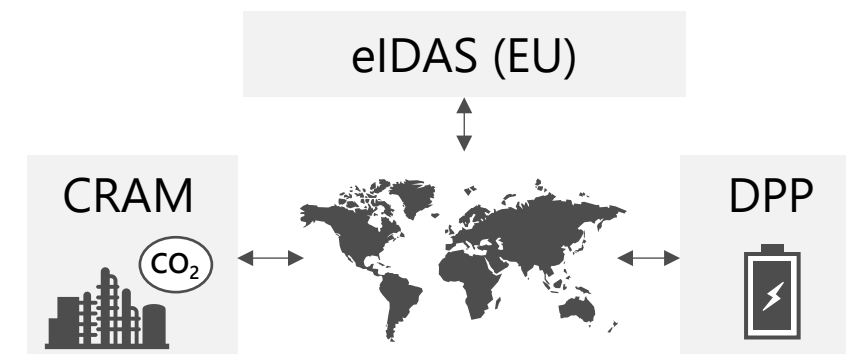 eIDAS (EU)
CRAM
DPP
CO₂